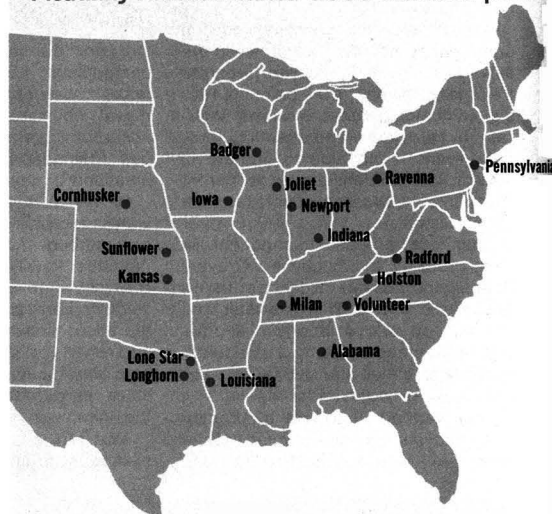 Badger
Pennsylvania
Joliet
Ravenna
Cornhusker
Iowa
Newport
Indiana
Sunflower
Radford
Kansas
Holston
Milan
Volunteer
Lone Star
Alabama
Longhorn
Louisiana